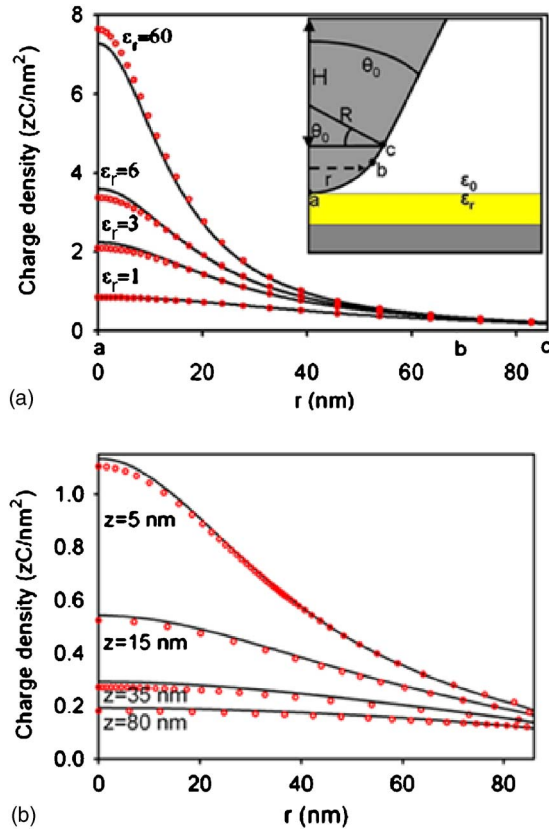 8
6
4
2
0
Charge density (zC/nm²)
εᵣ=60
εᵣ=6
εᵣ=3
εᵣ=1
H
θ₀
R
θ₀
c
r
b
a
ε₀
εᵣ
0 20 40 60 80
a b c
r (nm)
(a)
1.0
0.8
0.6
0.4
0.2
0.0
Charge density (zC/nm²)
z=5 nm
z=15 nm
z=35 nm
z=80 nm
0 20 40 60 80
r (nm)
(b)